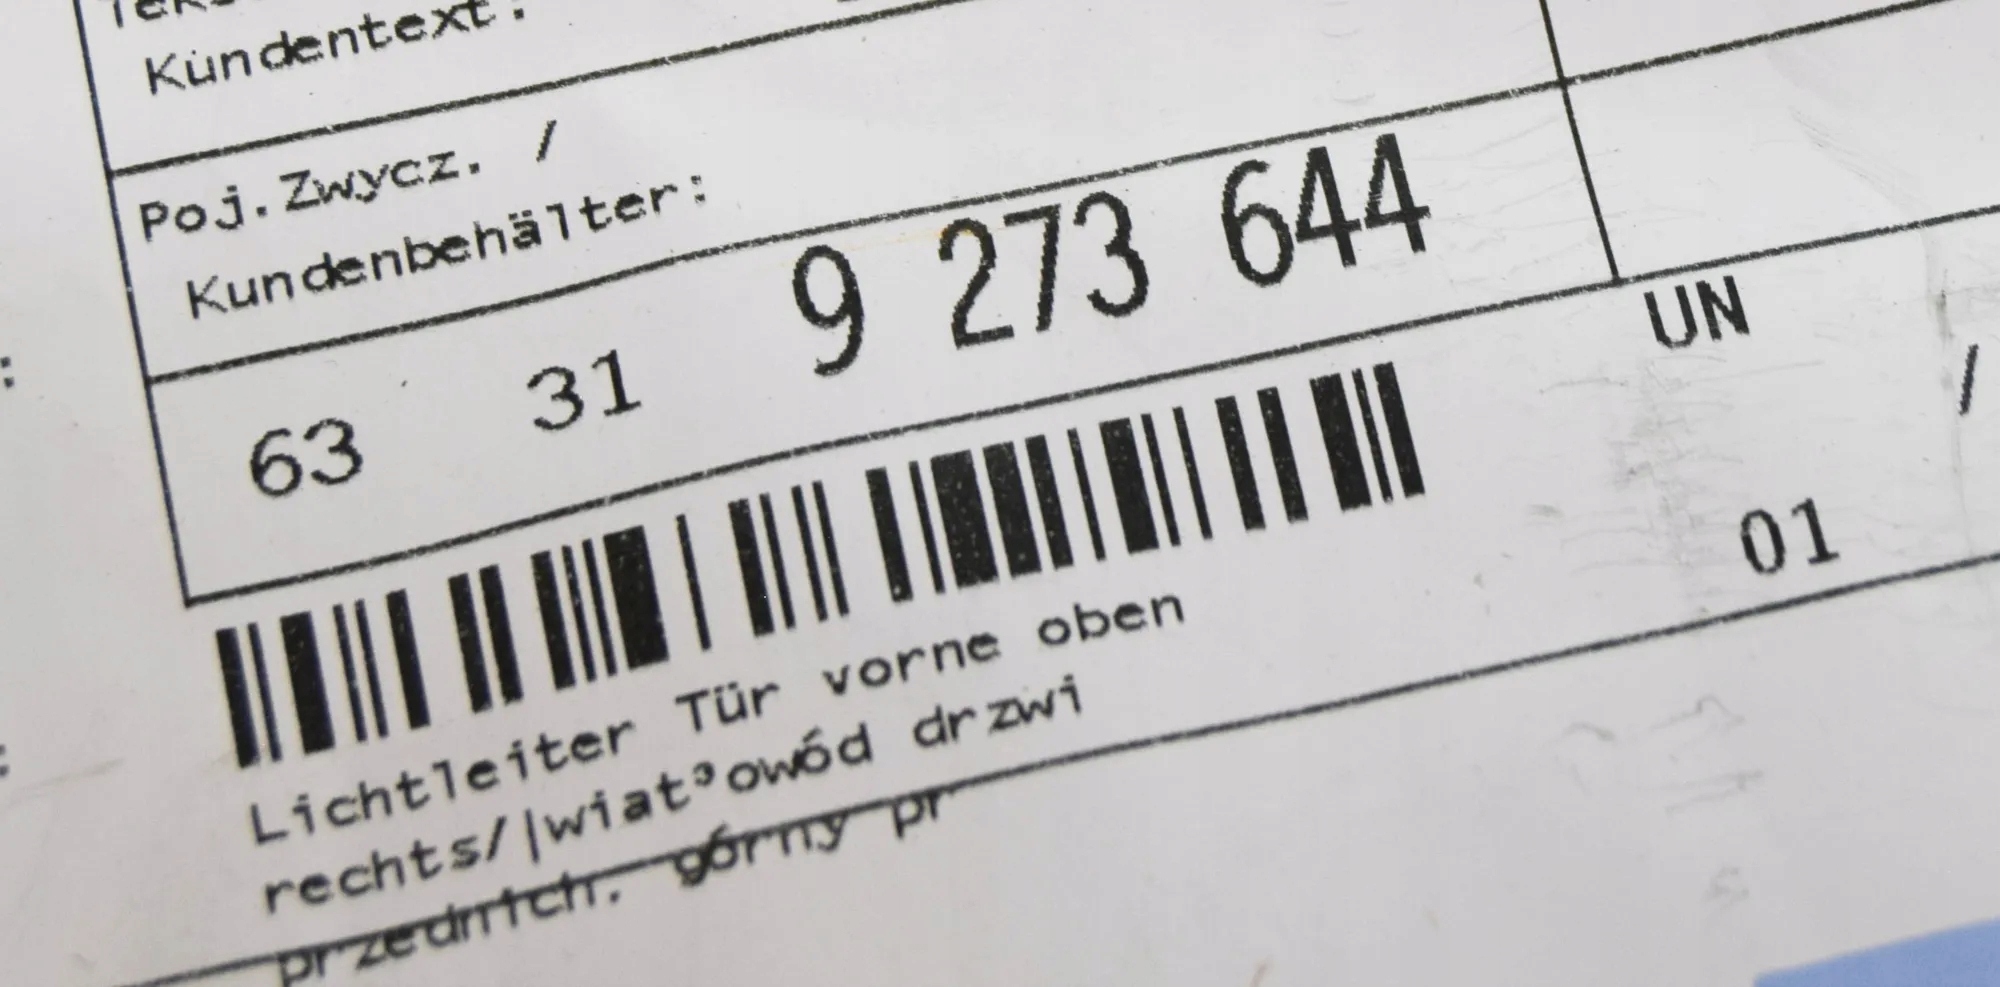 Kundentext:
Poj.Zwycz. /
Kundenbehälter:
63 31 9 273 644
UN
/
01
Lichtleiter Tür vorne oben
rechts/|wiat³owód drzwi
przednich. górny pr